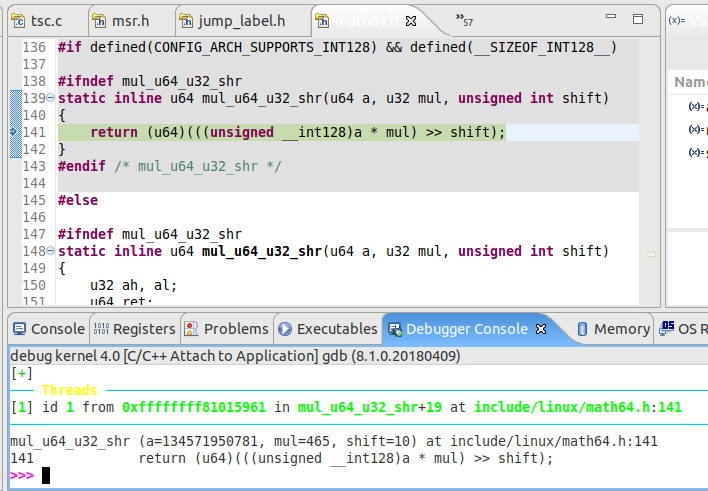 tsc.c msr.h jump_label.h math64.h »57 (x)= Va
136 #if defined(CONFIG_ARCH_SUPPORTS_INT128) && defined(__SIZEOF_INT128__)
137
138 #ifndef mul_u64_u32_shr
139 static inline u64 mul_u64_u32_shr(u64 a, u32 mul, unsigned int shift)
140 {
141 return (u64)(((unsigned __int128)a * mul) >> shift);
142 }
143 #endif /* mul_u64_u32_shr */
144
145 #else
146
147 #ifndef mul_u64_u32_shr
148 static inline u64 mul_u64_u32_shr(u64 a, u32 mul, unsigned int shift)
149 {
150 u32 ah, al;
151 u64 ret;
Nam
(x)=
(x)=
(x)=
Console Registers Problems Executables Debugger Console Memory OS R
debug kernel 4.0 [C/C++ Attach to Application] gdb (8.1.0.20180409)
[+]
Threads
[1] id 1 from 0xffffffff81015961 in mul_u64_u32_shr+19 at include/linux/math64.h:141
mul_u64_u32_shr (a=134571950781, mul=465, shift=10) at include/linux/math64.h:141
141 return (u64)(((unsigned __int128)a * mul) >> shift);
>>>